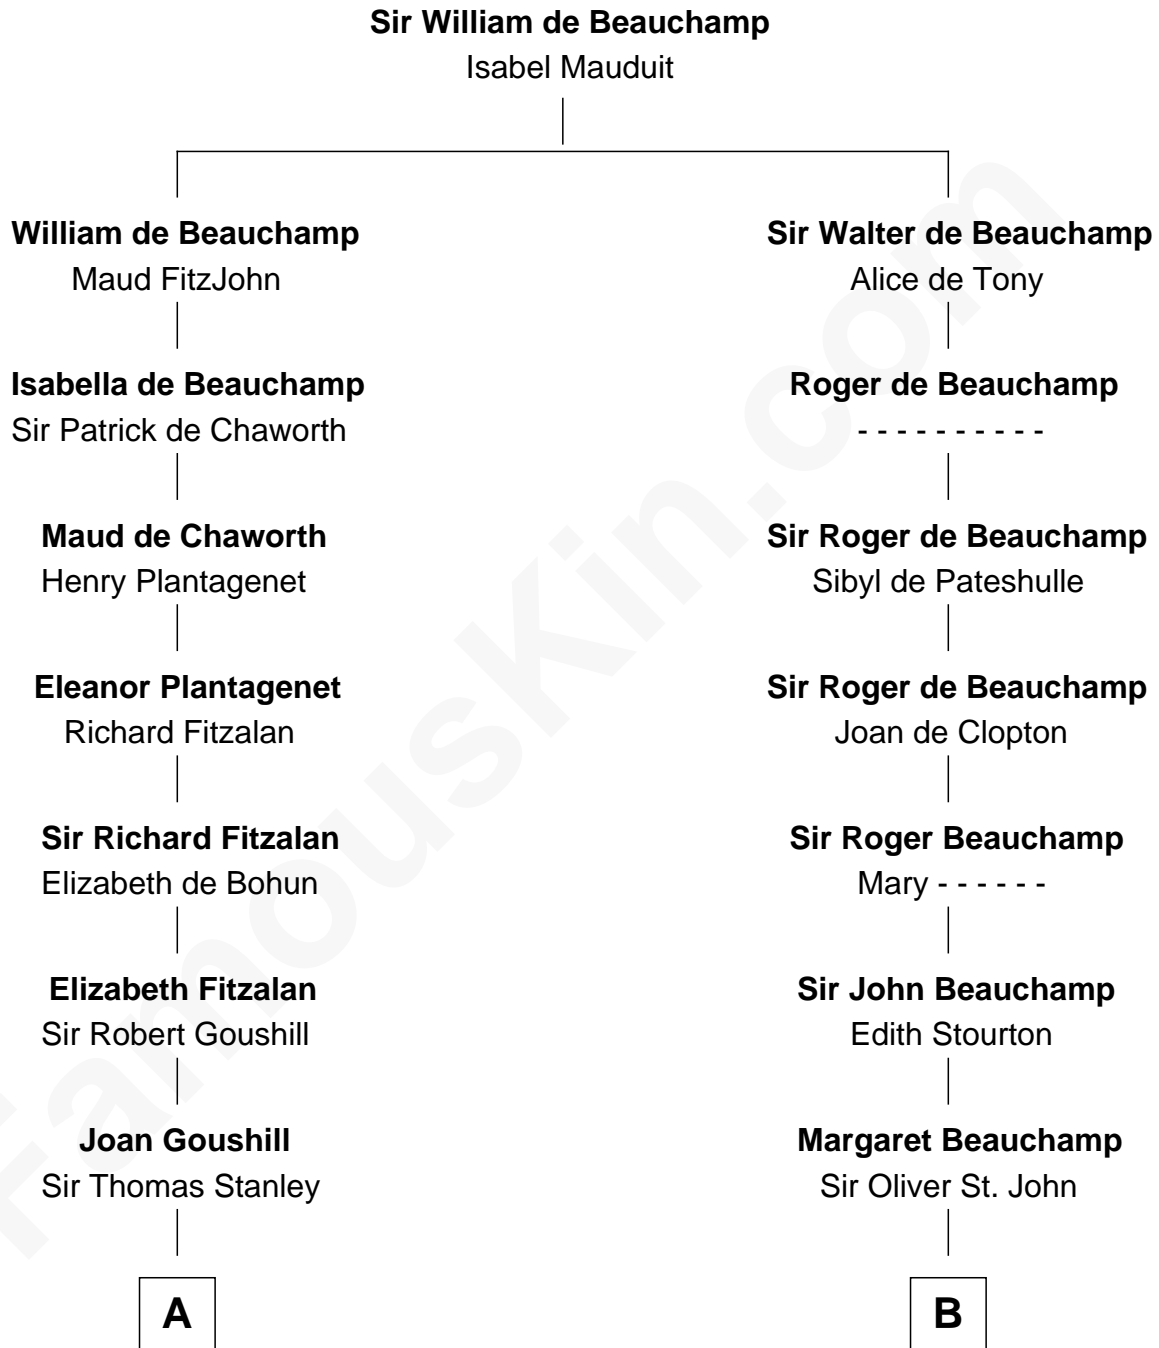 Sir William de Beauchamp
Isabel Mauduit
William de Beauchamp
Maud FitzJohn
Sir Walter de Beauchamp
Alice de Tony
Isabella de Beauchamp
Sir Patrick de Chaworth
Roger de Beauchamp
- - - - - - - - - -
Maud de Chaworth
Henry Plantagenet
Sir Roger de Beauchamp
Sibyl de Pateshulle
Eleanor Plantagenet
Richard Fitzalan
Sir Roger de Beauchamp
Joan de Clopton
Sir Richard Fitzalan
Elizabeth de Bohun
Sir Roger Beauchamp
Mary - - - - - -
Elizabeth Fitzalan
Sir Robert Goushill
Sir John Beauchamp
Edith Stourton
Joan Goushill
Sir Thomas Stanley
Margaret Beauchamp
Sir Oliver St. John
A
B
FamousKin.com